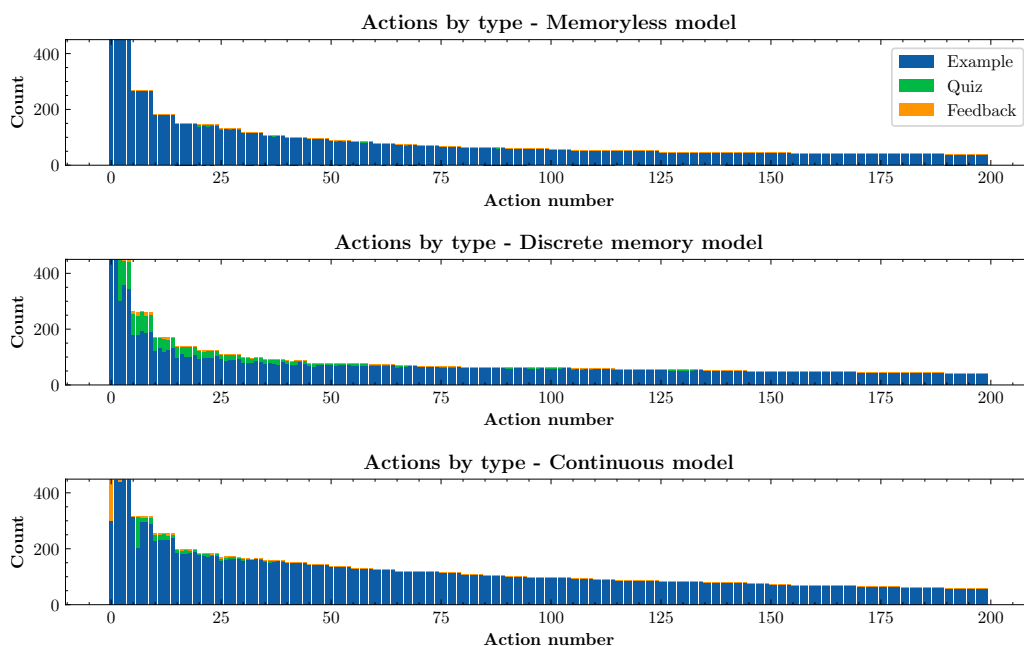 Actions by type - Memoryless model
400
200
0
Count
Example
Quiz
Feedback
0 25 50 75 100 125 150 175 200
Action number
Actions by type - Discrete memory model
400
200
0
Count
0 25 50 75 100 125 150 175 200
Action number
Actions by type - Continuous model
400
200
0
Count
0 25 50 75 100 125 150 175 200
Action number